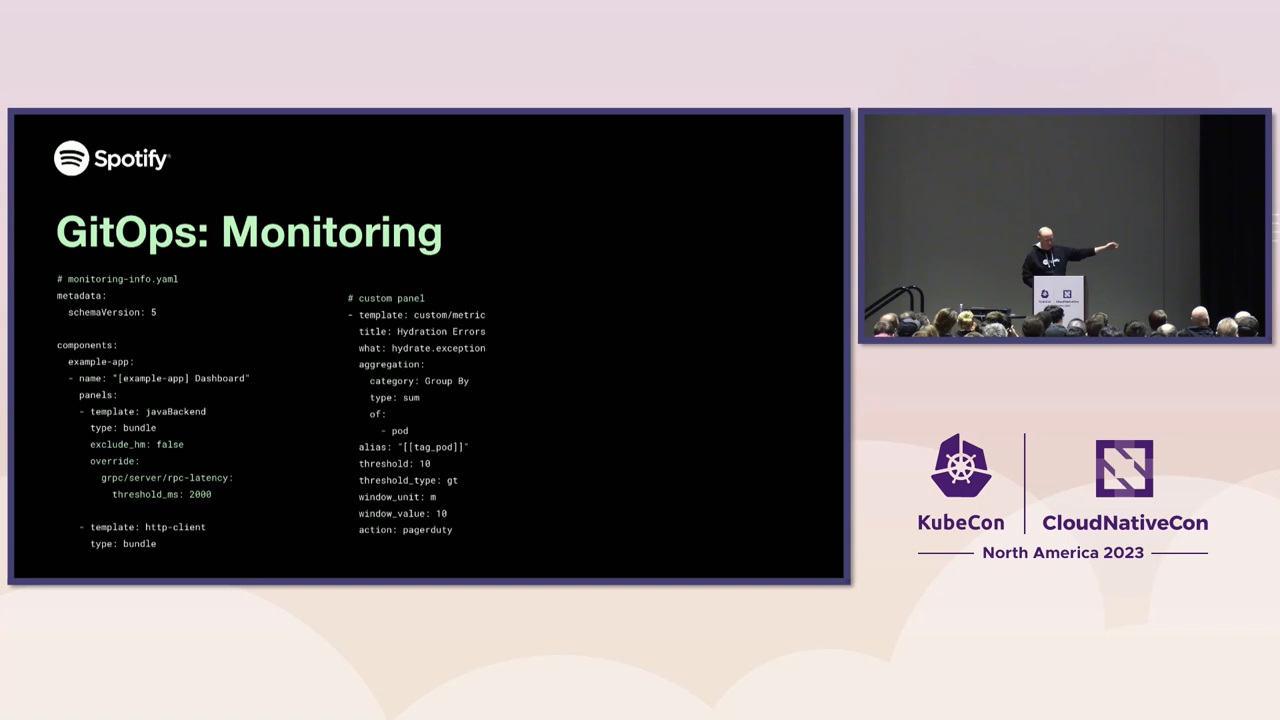 Spotify
GitOps: Monitoring
# monitoring-info.yaml
metadata:
schemaVersion: 5
components:
example-app:
- name: "[example-app] Dashboard"
panels:
- template: javaBackend
type: bundle
exclude_hm: false
override:
grpc/server/rpc-latency:
threshold_ms: 2000
- template: http-client
type: bundle
# custom panel
- template: custom/metric
title: Hydration Errors
what: hydrate.exception
aggregation:
category: Group By
type: sum
of:
- pod
alias: "[[tag_pod]]"
threshold: 10
threshold_type: gt
window_unit: m
window_value: 10
action: pagerduty
KubeCon
CloudNativeCon
North America 2023